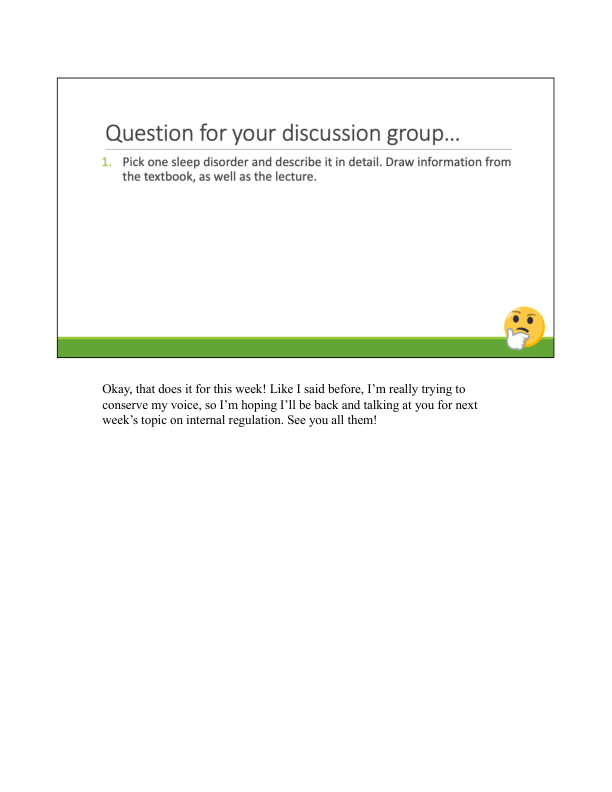 Question for your discussion group…
1. Pick one sleep disorder and describe it in detail. Draw information from
the textbook, as well as the lecture.
Okay, that does it for this week! Like I said before, I’m really trying to
conserve my voice, so I’m hoping I’ll be back and talking at you for next
week’s topic on internal regulation. See you all them!